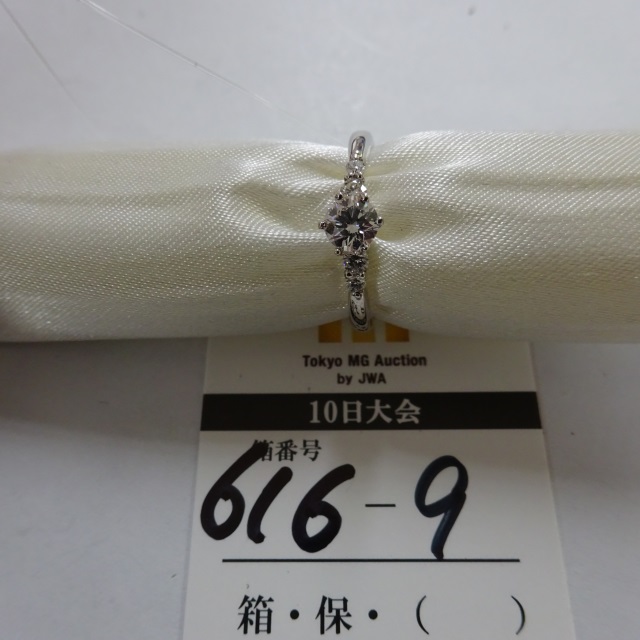 Tokyo MG Auction
by JWA
10日大会
箱番号
616-9
箱・保・(　　)